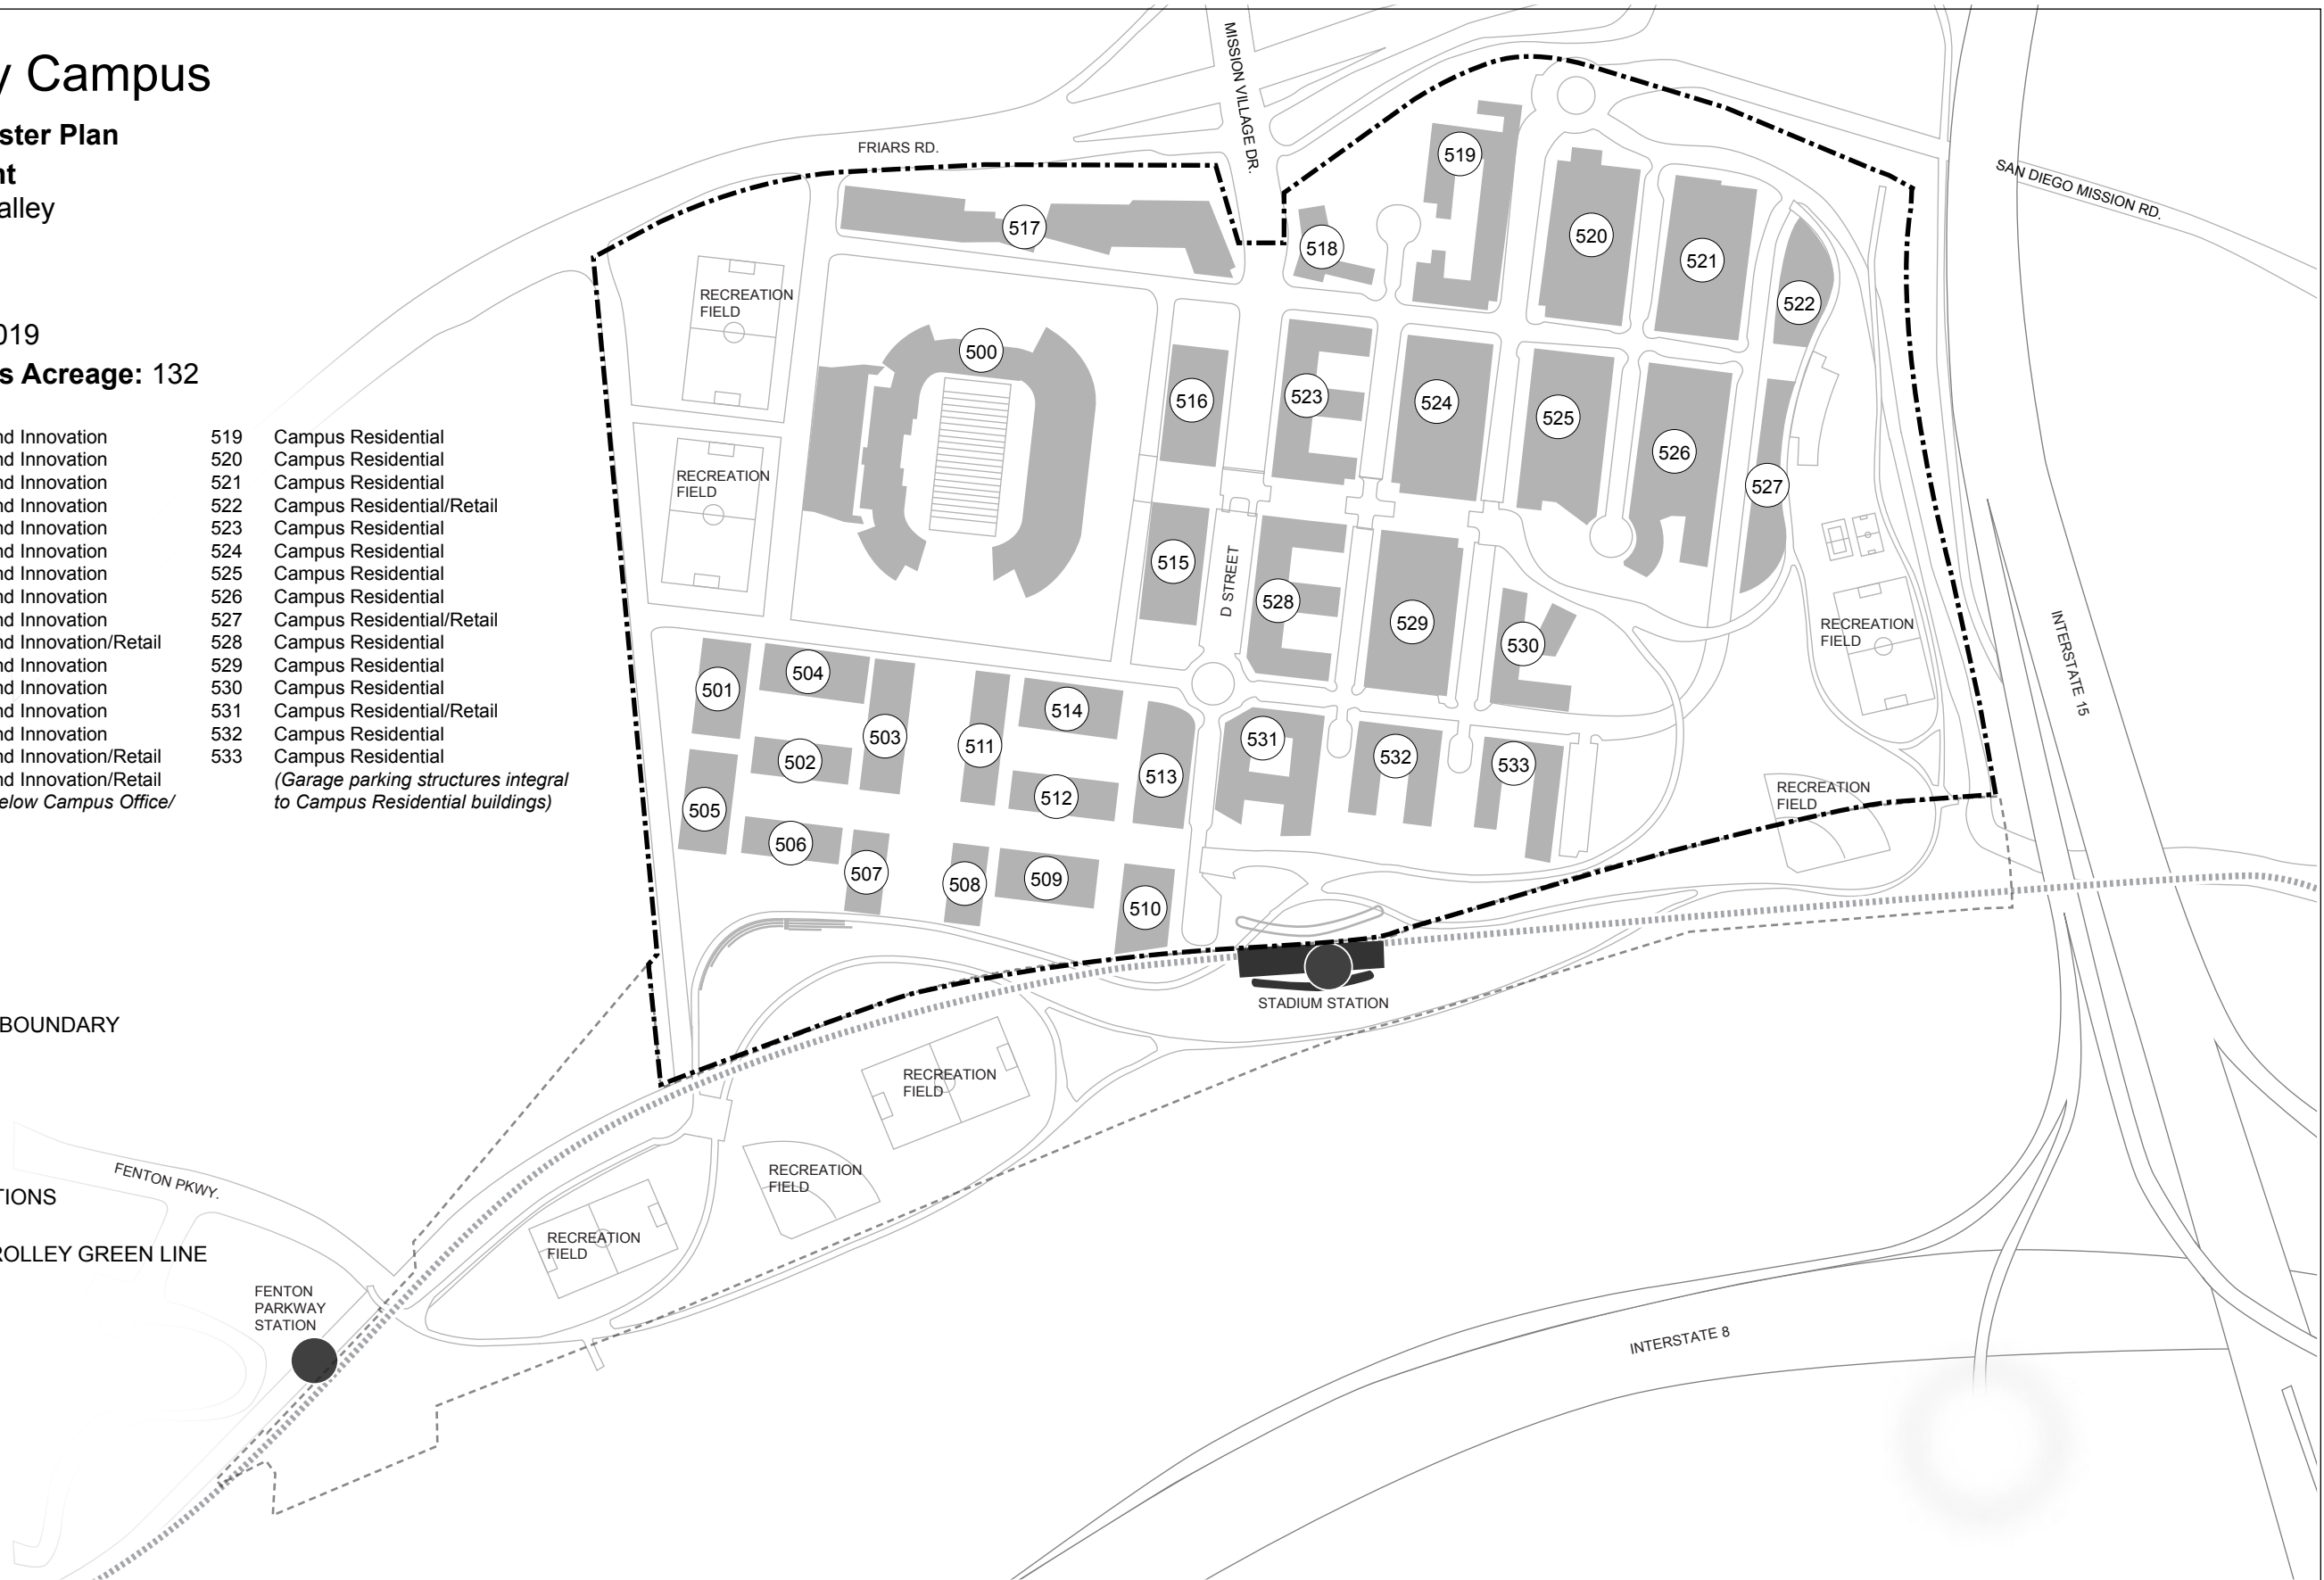 y Campus
ster Plan
nt
alley
019
s Acreage: 132
nd Innovation
nd Innovation
nd Innovation
nd Innovation
nd Innovation
nd Innovation
nd Innovation
nd Innovation
nd Innovation
nd Innovation/Retail
nd Innovation
nd Innovation
nd Innovation
nd Innovation
nd Innovation/Retail
nd Innovation/Retail
elow Campus Office/
519 Campus Residential
520 Campus Residential
521 Campus Residential
522 Campus Residential/Retail
523 Campus Residential
524 Campus Residential
525 Campus Residential
526 Campus Residential
527 Campus Residential/Retail
528 Campus Residential
529 Campus Residential
530 Campus Residential
531 Campus Residential/Retail
532 Campus Residential
533 Campus Residential
(Garage parking structures integral
to Campus Residential buildings)
BOUNDARY
TIONS
ROLLEY GREEN LINE
MISSION VILLAGE DR.
FRIARS RD.
SAN DIEGO MISSION RD.
519
517
518
520
521
522
RECREATION
FIELD
500
516
523
524
525
526
527
RECREATION
FIELD
515
D STREET
528
529
530
RECREATION
FIELD
INTERSTATE 15
501
504
503
511
514
513
531
532
533
502
512
505
506
507
508
509
510
RECREATION
FIELD
STADIUM STATION
RECREATION
FIELD
RECREATION
FIELD
RECREATION
FIELD
FENTON PKWY.
FENTON
PARKWAY
STATION
INTERSTATE 8